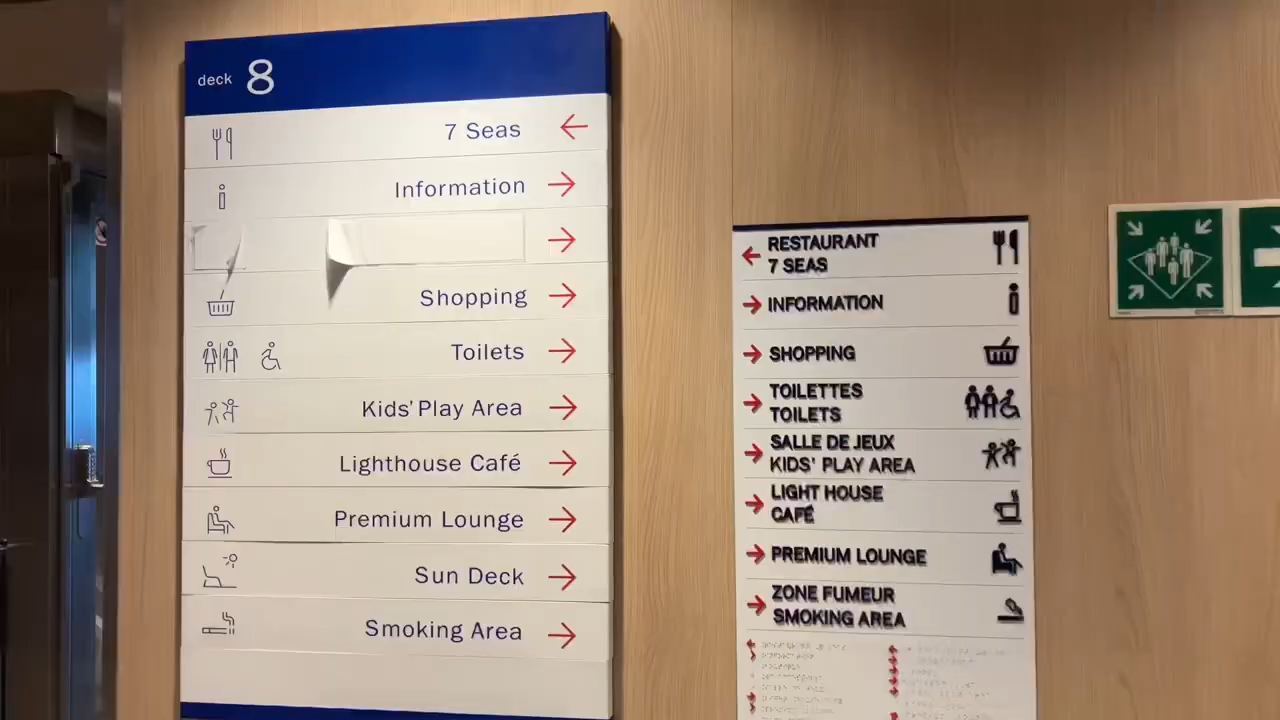 deck 8
7 Seas
Information
Shopping
Toilets
Kids' Play Area
Lighthouse Café
Premium Lounge
Sun Deck
Smoking Area
RESTAURANT
7 SEAS
INFORMATION
SHOPPING
TOILETTES
TOILETS
SALLE DE JEUX
KIDS' PLAY AREA
LIGHT HOUSE
CAFÉ
PREMIUM LOUNGE
ZONE FUMEUR
SMOKING AREA